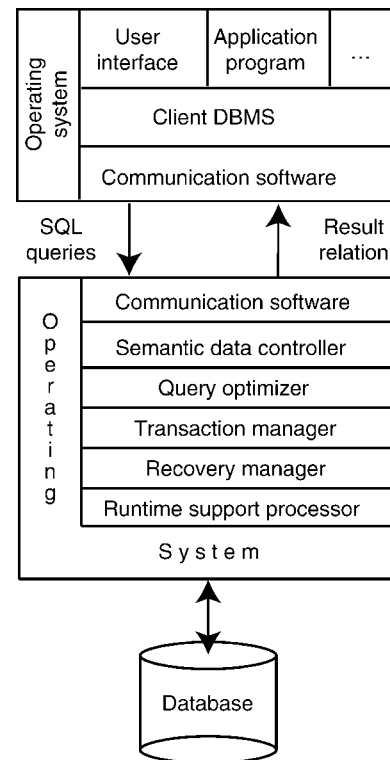 Operating
system
User
interface
Application
program
...
Client DBMS
Communication software
SQL
queries
Result
relation
Operating
System
Communication software
Semantic data controller
Query optimizer
Transaction manager
Recovery manager
Runtime support processor
Database